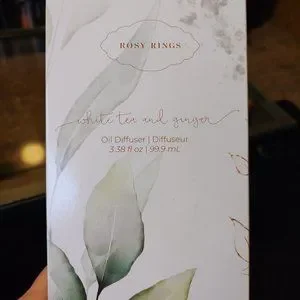 ROSY RINGS
white tea and ginger
Oil Diffuser | Diffuseur
3.38 fl oz | 99.9 mL